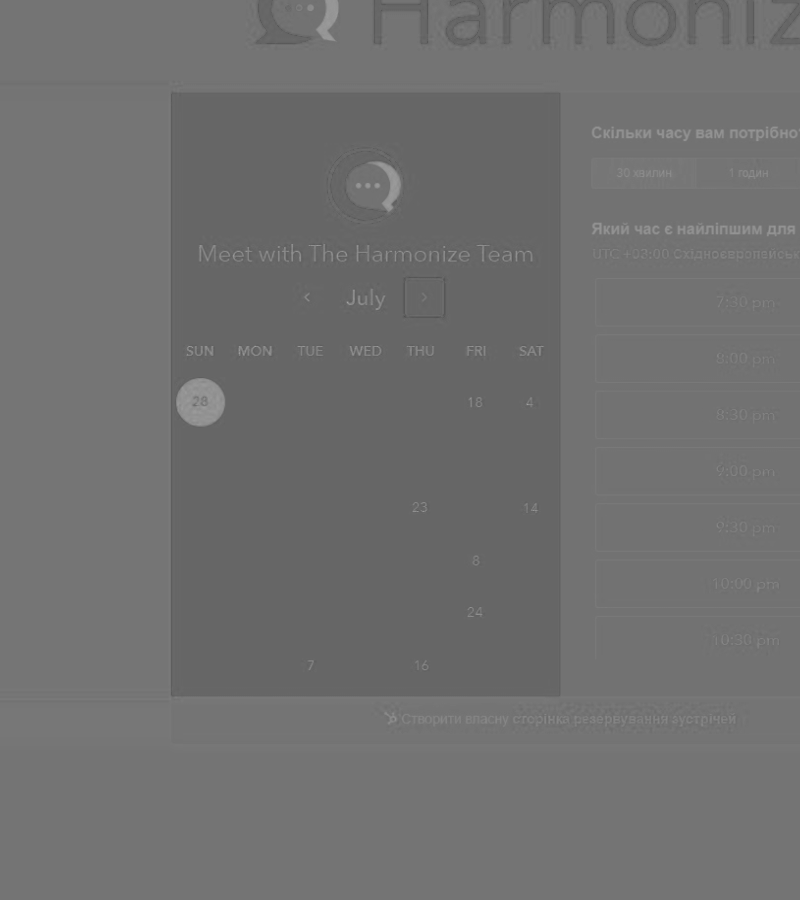 Harmoniz
Скільки часу вам потрібно
30 хвилин 1 годин
Meet with The Harmonize Team
Який час є найліпшим для
UTC +03:00 Східноєвропейськ
July
7:30 pm
SUN MON TUE WED THU FRI SAT
8:00 pm
28 18 4
8:30 pm
9:00 pm
23 14
9:30 pm
8
10:00 pm
24
10:30 pm
7 16
Створити власну сторінка резервування зустрічей